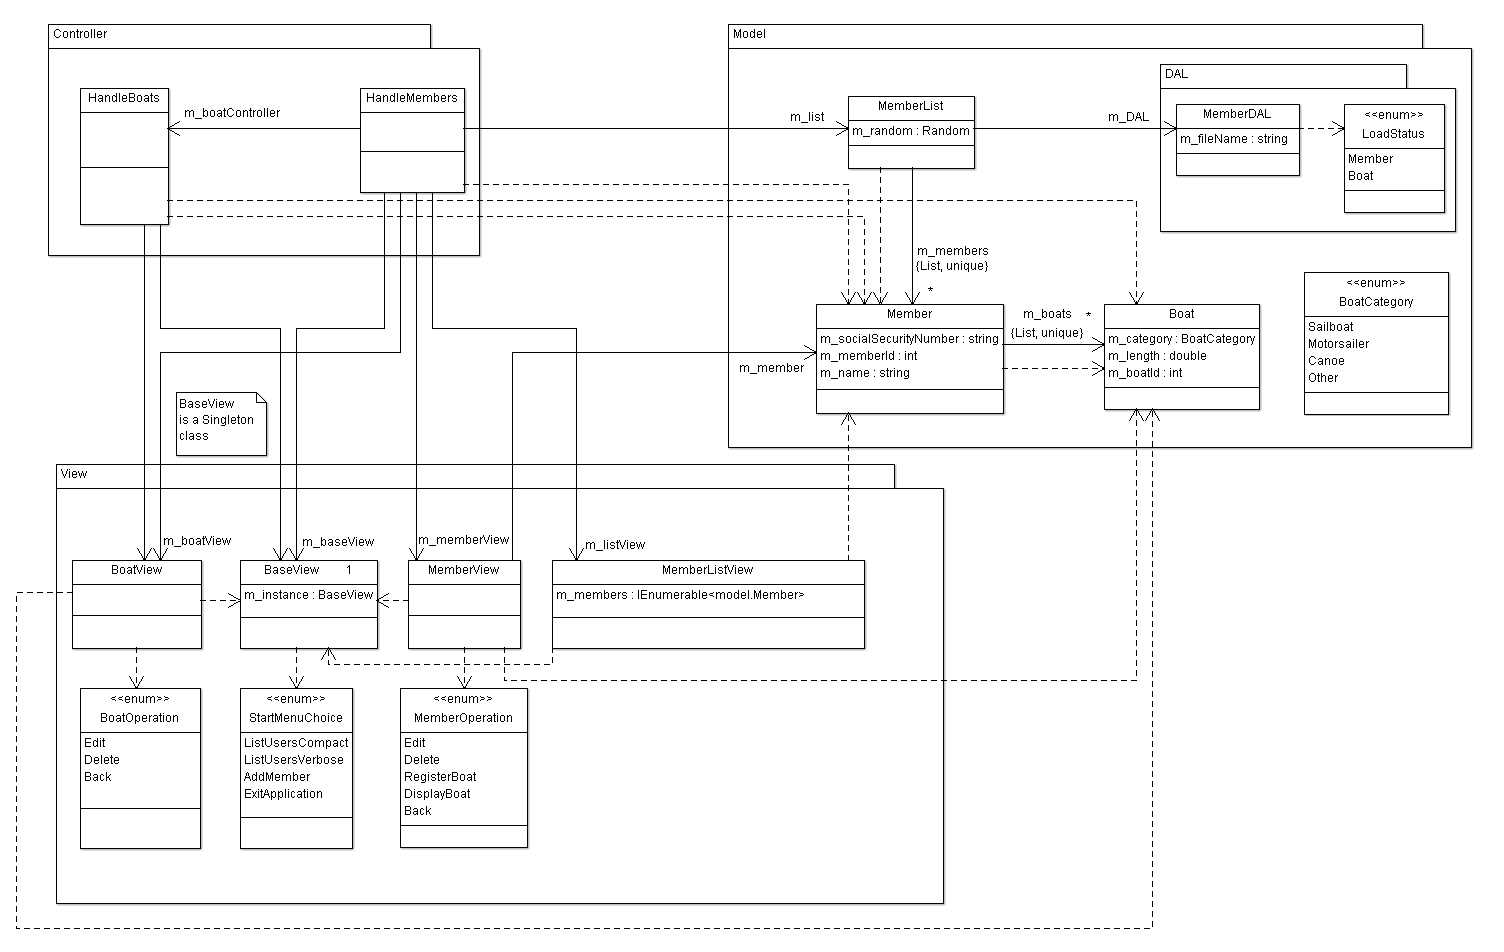 Controller
HandleBoats
m_boatController
HandleMembers
m_list
Model
MemberList
m_random : Random
m_DAL
DAL
MemberDAL
m_fileName : string
<<enum>>
LoadStatus
Member
Boat
m_members
{List, unique}
*
Member
m_socialSecurityNumber : string
m_memberId : int
m_name : string
m_member
m_boats *
{List, unique}
Boat
m_category : BoatCategory
m_length : double
m_boatId : int
<<enum>>
BoatCategory
Sailboat
Motorsailer
Canoe
Other
BaseView
is a Singleton
class
View
m_boatView
m_baseView
m_memberView
m_listView
BoatView
BaseView 1
m_instance : BaseView
MemberView
MemberListView
m_members : IEnumerable<model.Member>
<<enum>>
BoatOperation
Edit
Delete
Back
<<enum>>
StartMenuChoice
ListUsersCompact
ListUsersVerbose
AddMember
ExitApplication
<<enum>>
MemberOperation
Edit
Delete
RegisterBoat
DisplayBoat
Back